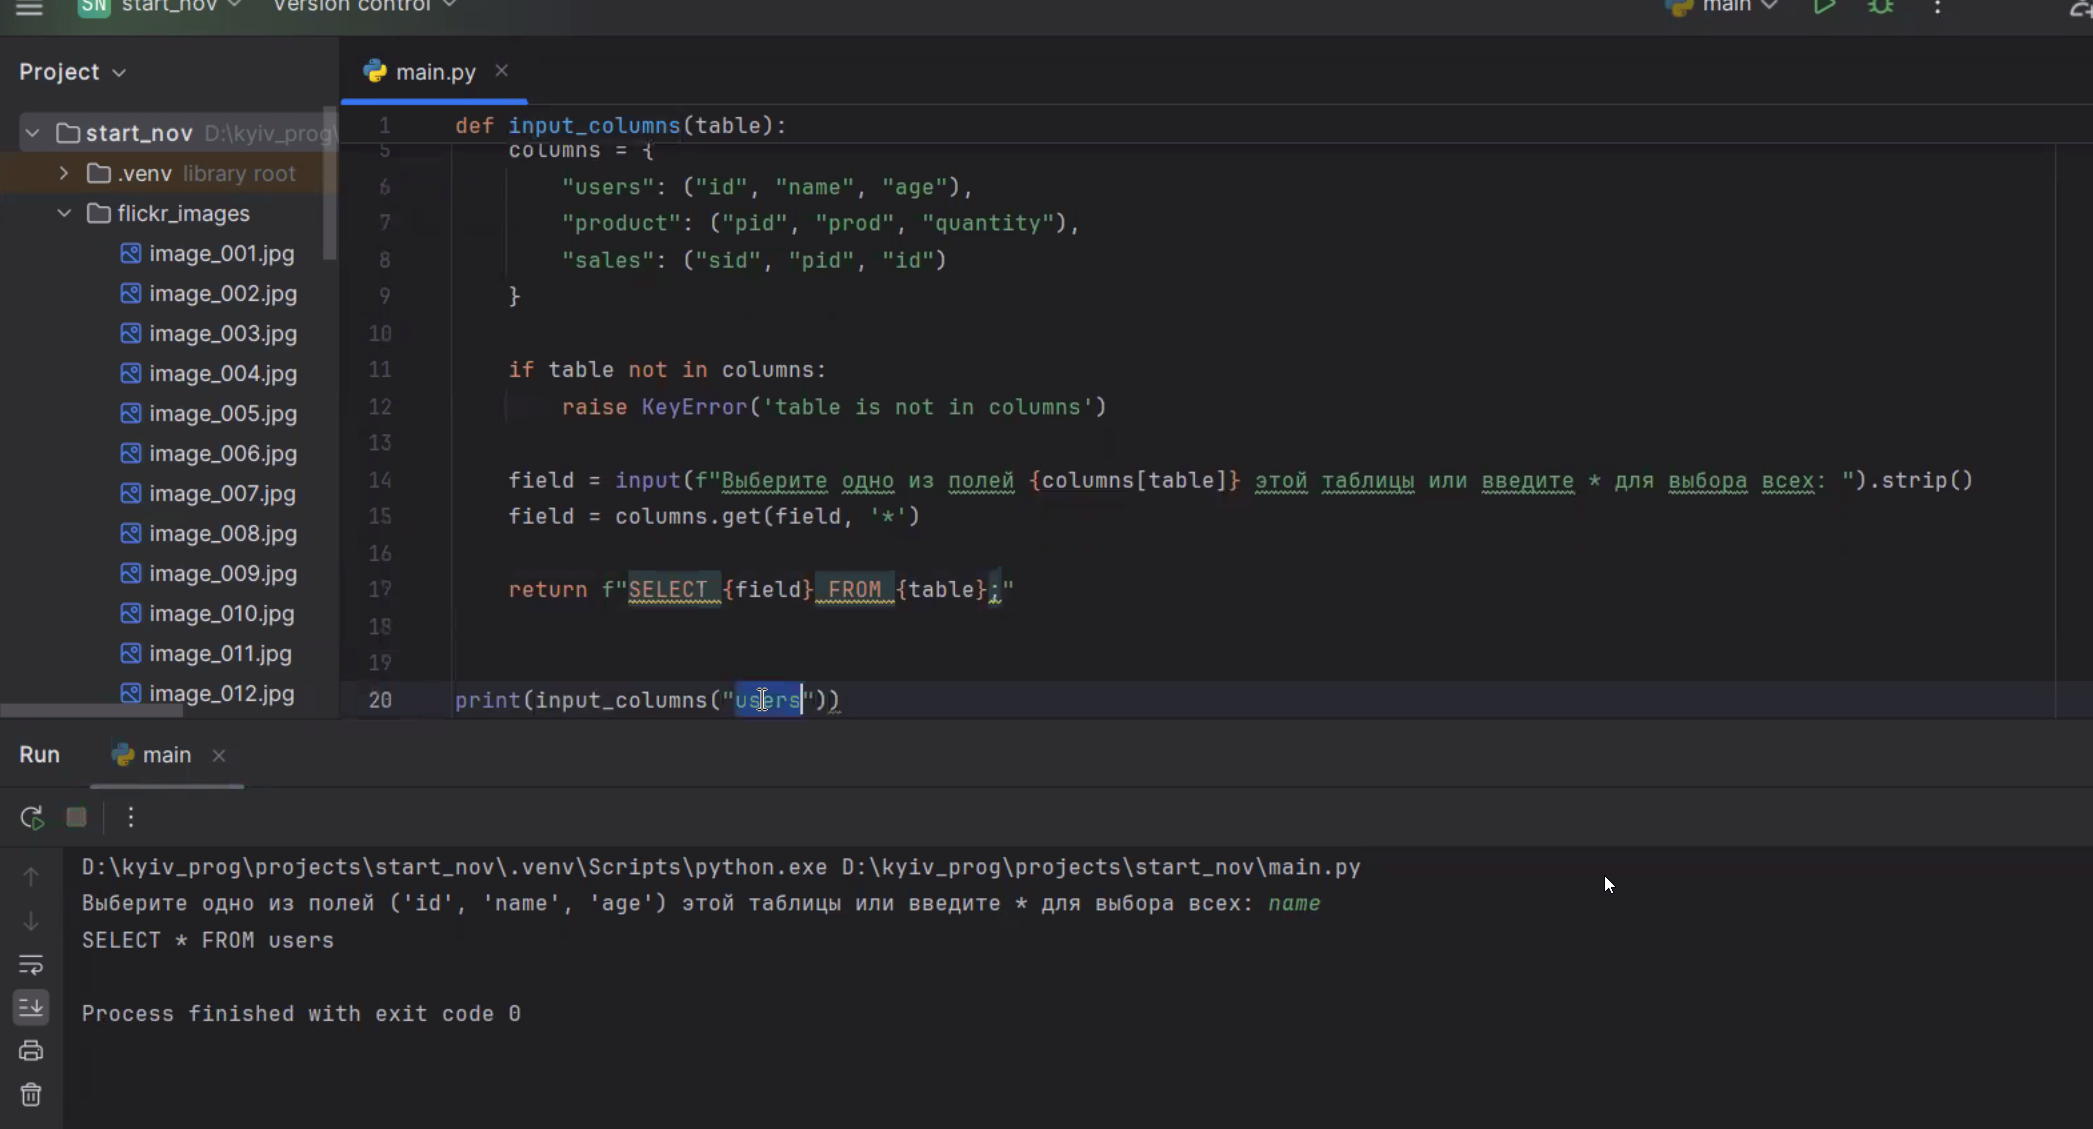 SN start_nov Version control main
Project
main.py
start_nov D:\kyiv_prog\
.venv library root
flickr_images
image_001.jpg
image_002.jpg
image_003.jpg
image_004.jpg
image_005.jpg
image_006.jpg
image_007.jpg
image_008.jpg
image_009.jpg
image_010.jpg
image_011.jpg
image_012.jpg
1 def input_columns(table):
5 columns = {
6 "users": ("id", "name", "age"),
7 "product": ("pid", "prod", "quantity"),
8 "sales": ("sid", "pid", "id")
9 }
10
11 if table not in columns:
12 raise KeyError('table is not in columns')
13
14 field = input(f"Выберите одно из полей {columns[table]} этой таблицы или введите * для выбора всех: ").strip()
15 field = columns.get(field, '*')
16
17 return f"SELECT {field} FROM {table};"
18
19
20 print(input_columns("users"))
Run main
D:\kyiv_prog\projects\start_nov\.venv\Scripts\python.exe D:\kyiv_prog\projects\start_nov\main.py
Выберите одно из полей ('id', 'name', 'age') этой таблицы или введите * для выбора всех: name
SELECT * FROM users
Process finished with exit code 0